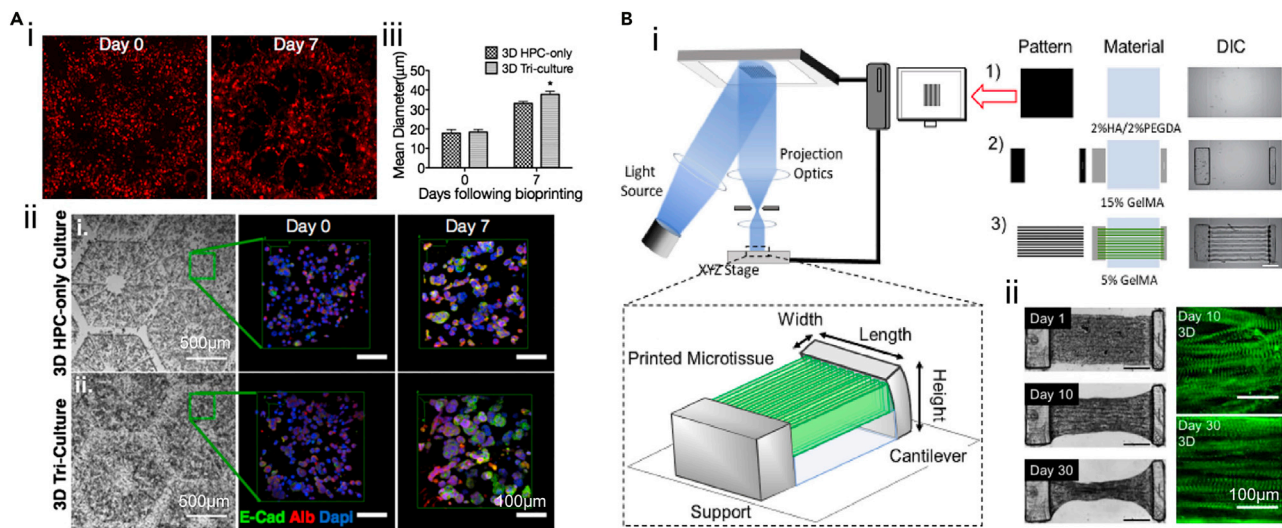 A
i
Day 0
Day 7
iii
3D HPC-only
3D Tri-culture
Mean Diameter(μm)
50
40
30
20
10
0
*
0
7
Days following bioprinting
ii
i.
3D HPC-only Culture
500μm
Day 0
Day 7
ii.
3D Tri-Culture
500μm
E-Cad Alb Dapi
100μm
B
i
Light
Source
Projection
Optics
XYZ Stage
Pattern
Material
DIC
1)
2%HA/2%PEGDA
2)
15% GelMA
3)
5% GelMA
Width
Length
Height
Printed Microtissue
Cantilever
Support
ii
Day 1
Day 10
Day 30
Day 10
3D
Day 30
3D
100μm